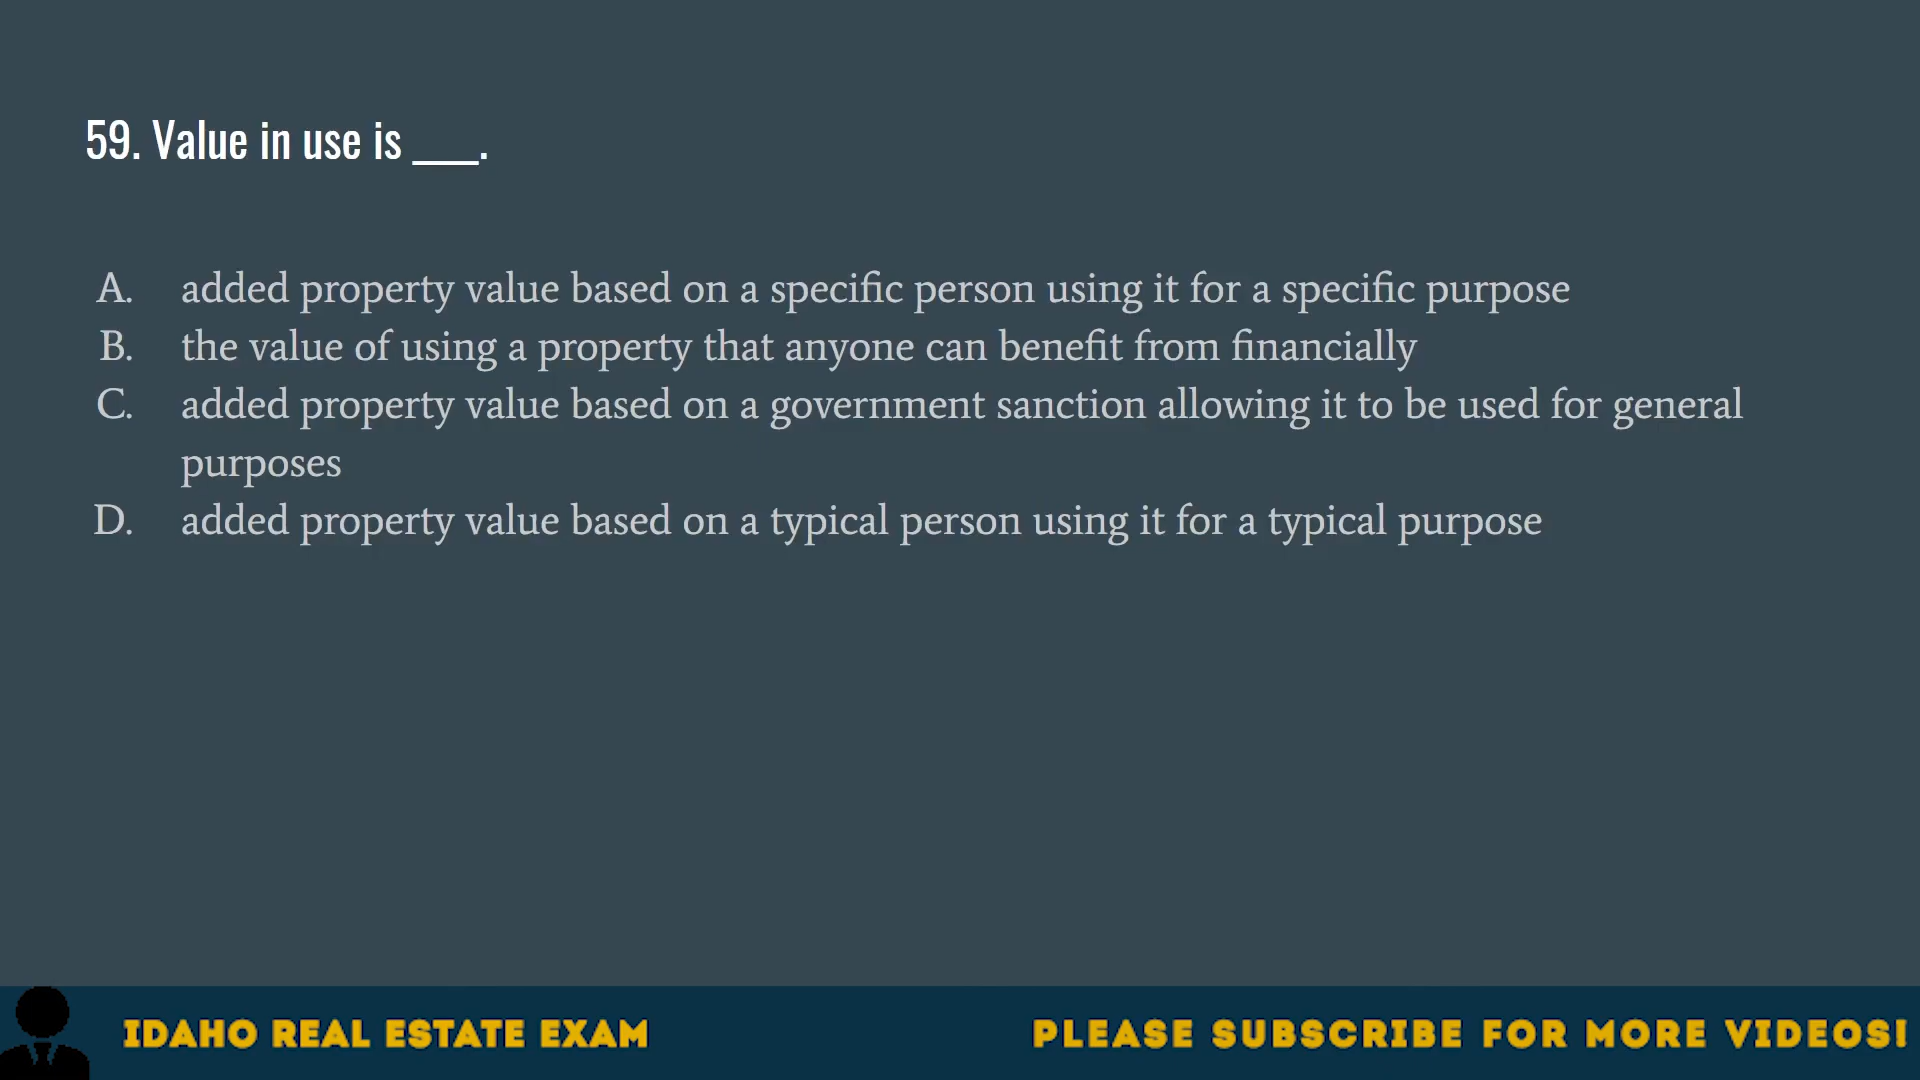 59. Value in use is ____.
A. added property value based on a specific person using it for a specific purpose
B. the value of using a property that anyone can benefit from financially
C. added property value based on a government sanction allowing it to be used for general
purposes
D. added property value based on a typical person using it for a typical purpose
IDAHO REAL ESTATE EXAM
PLEASE SUBSCRIBE FOR MORE VIDEOS!